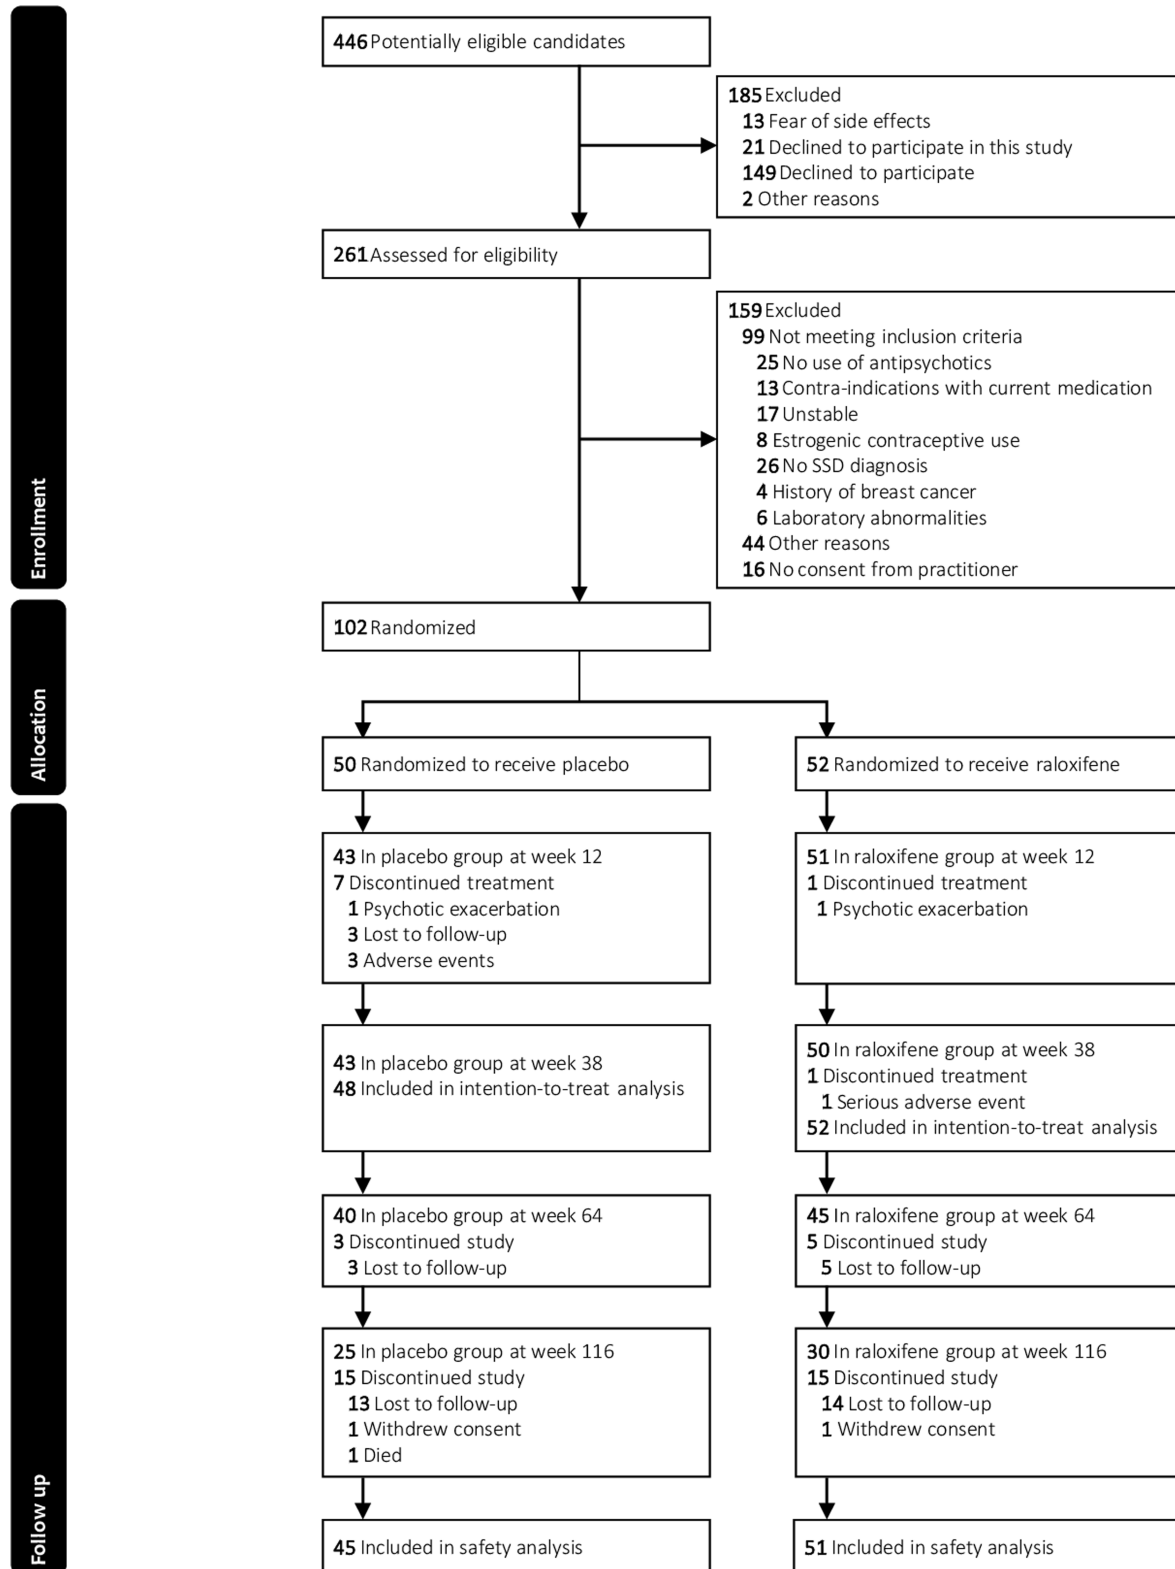 446 Potentially eligible candidates
185 Excluded
13 Fear of side effects
21 Declined to participate in this study
149 Declined to participate
2 Other reasons
261 Assessed for eligibility
159 Excluded
99 Not meeting inclusion criteria
25 No use of antipsychotics
13 Contra-indications with current medication
17 Unstable
8 Estrogenic contraceptive use
26 No SSD diagnosis
4 History of breast cancer
6 Laboratory abnormalities
44 Other reasons
16 No consent from practitioner
Enrollment
102 Randomized
Allocation
50 Randomized to receive placebo
52 Randomized to receive raloxifene
43 In placebo group at week 12
7 Discontinued treatment
1 Psychotic exacerbation
3 Lost to follow-up
3 Adverse events
51 In raloxifene group at week 12
1 Discontinued treatment
1 Psychotic exacerbation
43 In placebo group at week 38
48 Included in intention-to-treat analysis
50 In raloxifene group at week 38
1 Discontinued treatment
1 Serious adverse event
52 Included in intention-to-treat analysis
40 In placebo group at week 64
3 Discontinued study
3 Lost to follow-up
45 In raloxifene group at week 64
5 Discontinued study
5 Lost to follow-up
25 In placebo group at week 116
15 Discontinued study
13 Lost to follow-up
1 Withdrew consent
1 Died
30 In raloxifene group at week 116
15 Discontinued study
14 Lost to follow-up
1 Withdrew consent
Follow up
45 Included in safety analysis
51 Included in safety analysis